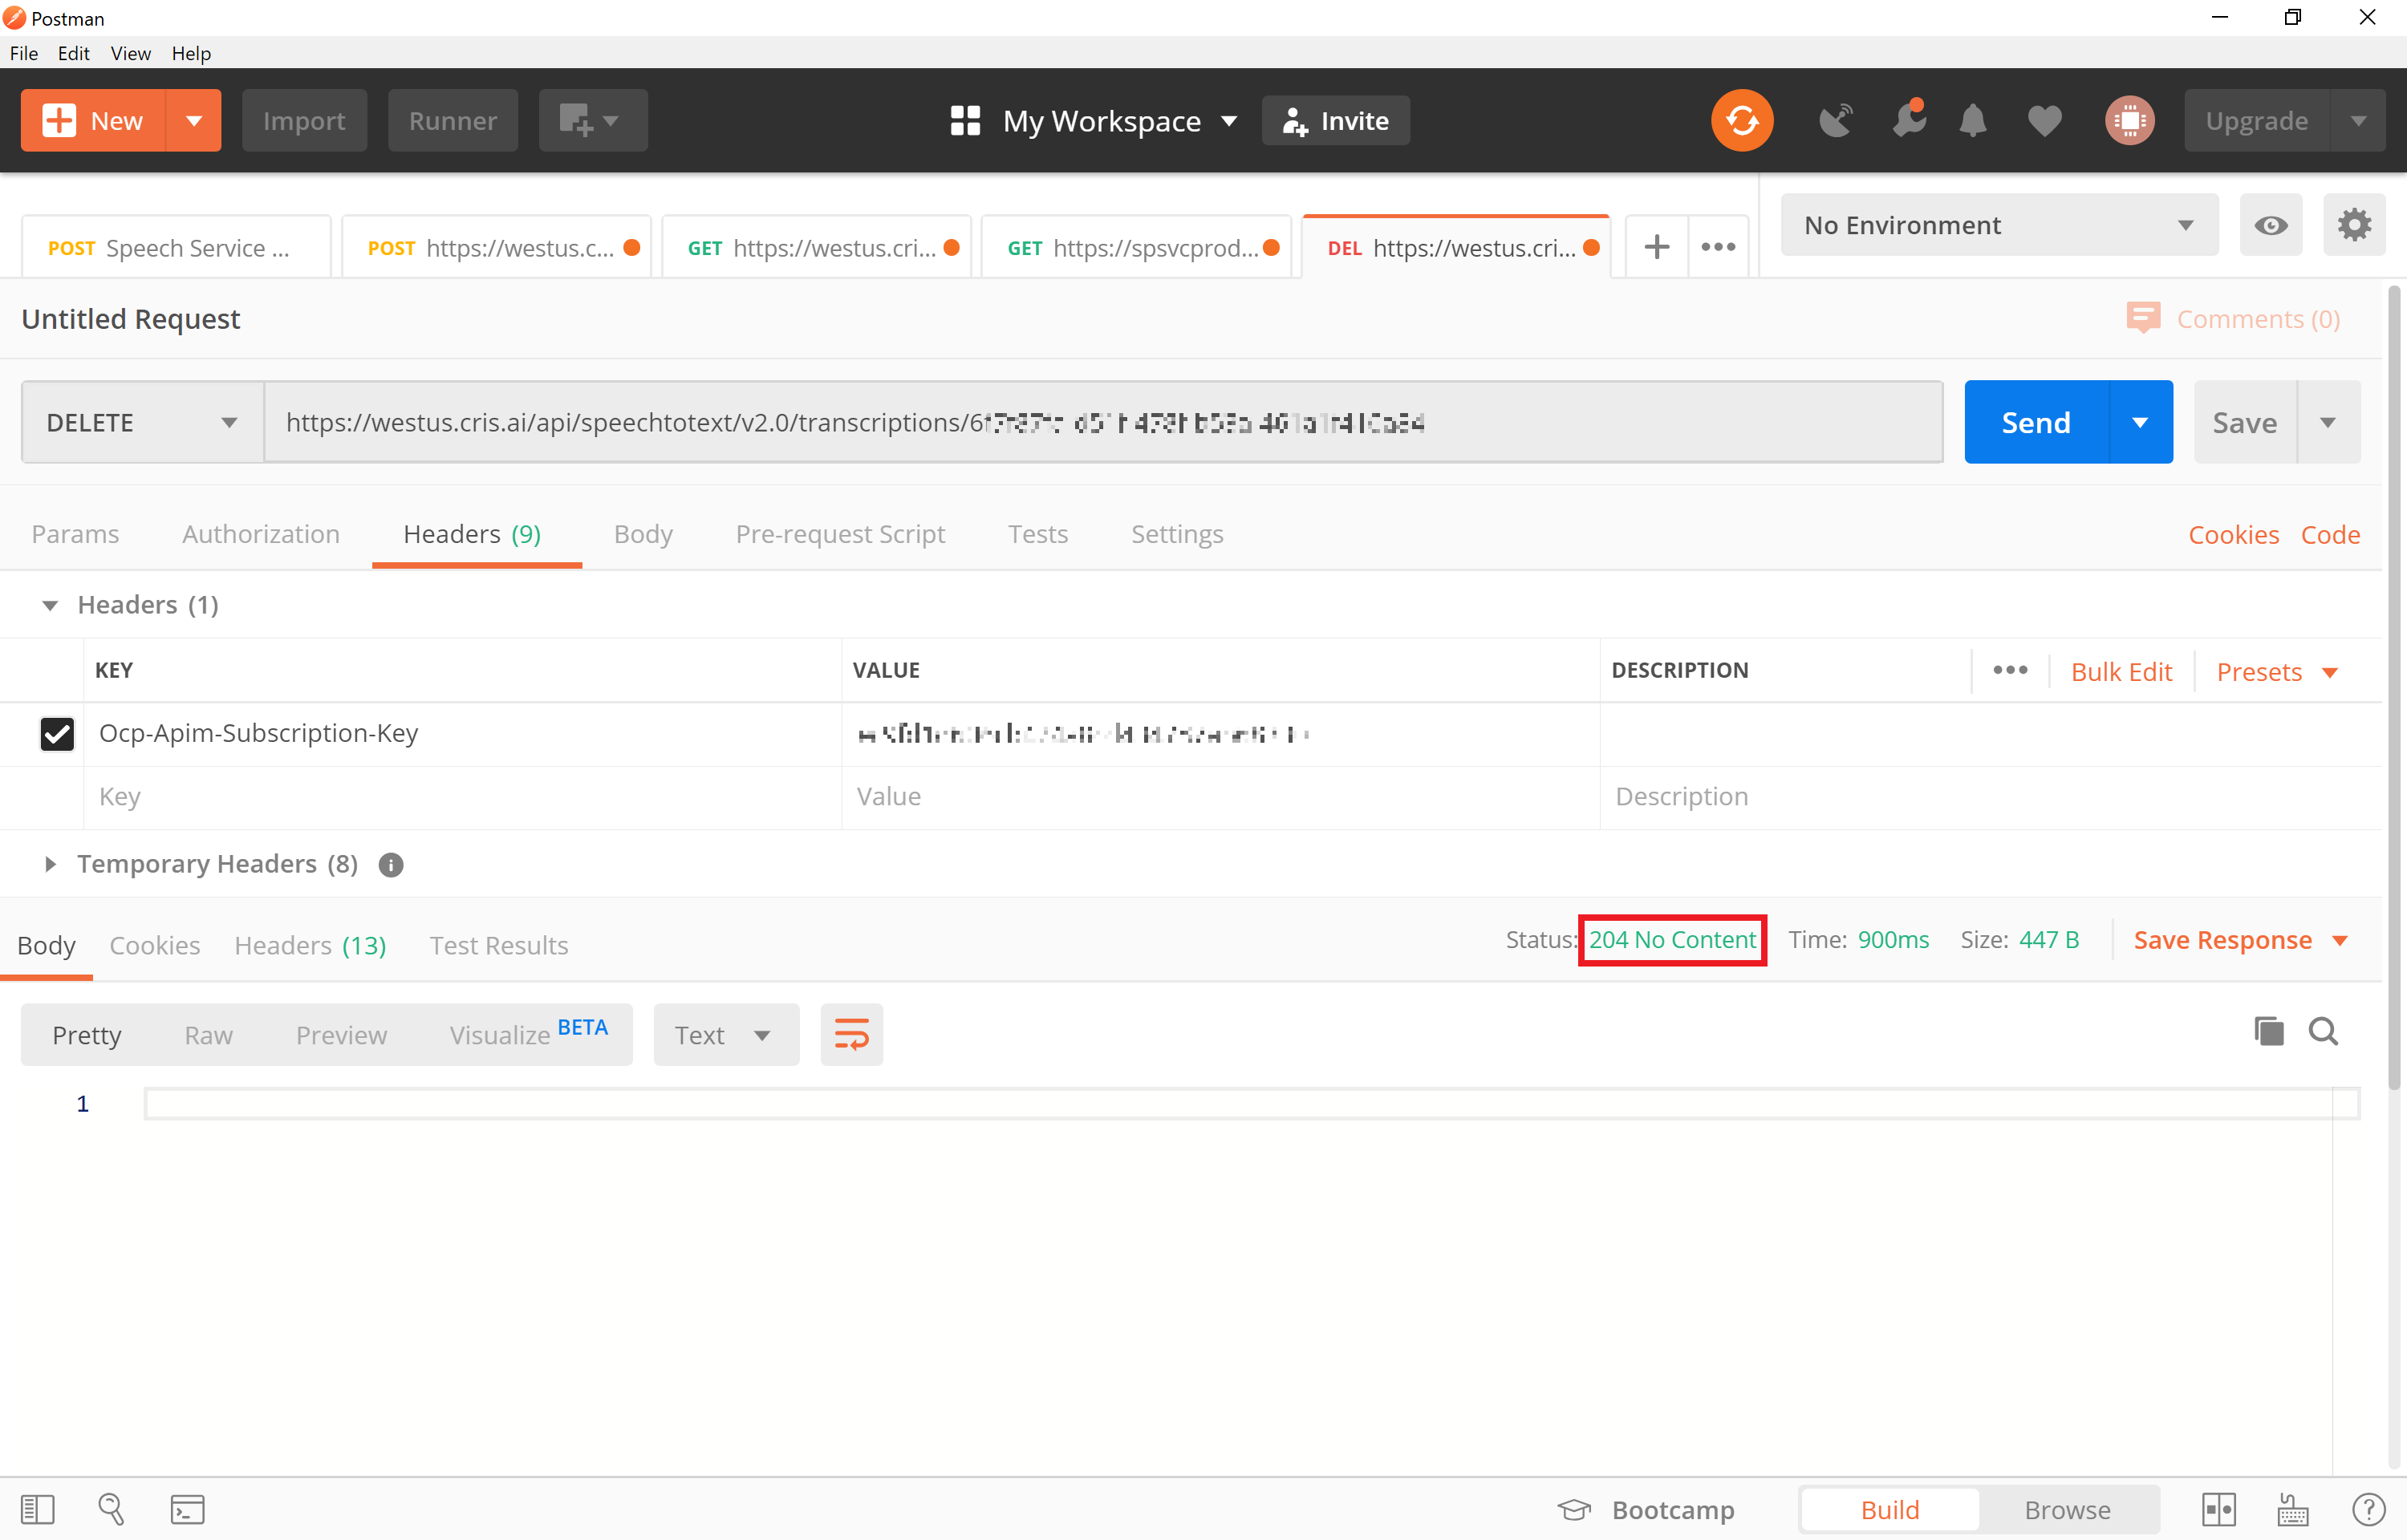 Postman
File Edit View Help
New Import Runner My Workspace Invite Upgrade
POST Speech Service ... POST https://westus.c... GET https://westus.cri... GET https://spsvcprod... DEL https://westus.cri... No Environment
Untitled Request Comments (0)
DELETE https://westus.cris.ai/api/speechtotext/v2.0/transcriptions/ Send Save
Params Authorization Headers (9) Body Pre-request Script Tests Settings Cookies Code
Headers (1)
KEY VALUE DESCRIPTION Bulk Edit Presets
Ocp-Apim-Subscription-Key
Key Value Description
Temporary Headers (8)
Body Cookies Headers (13) Test Results Status: 204 No Content Time: 900ms Size: 447 B Save Response
Pretty Raw Preview Visualize BETA Text
1
Bootcamp Build Browse